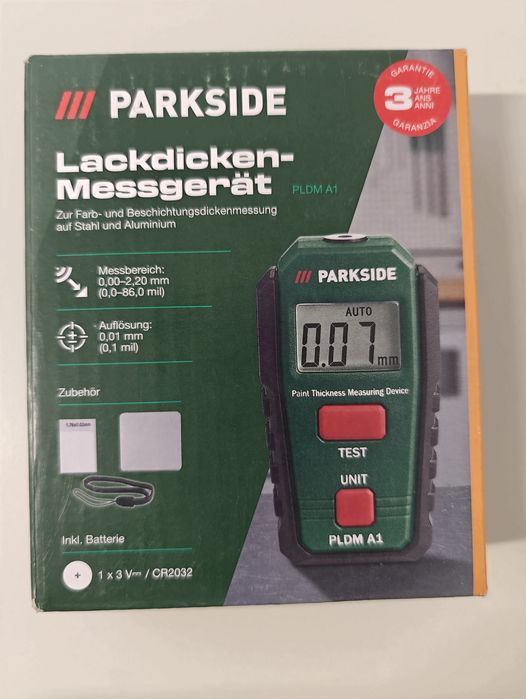 PARKSIDE
GARANTIE
3 JAHRE
ANS
ANNI
GARANZIA
Lackdicken-
Messgerät PLDM A1
Zur Farb- und Beschichtungsdickenmessung
auf Stahl und Aluminium
Messbereich:
0,00–2,20 mm
(0,0–86,0 mil)
Auflösung:
0,01 mm
(0,1 mil)
Zubehör
Inkl. Batterie
+ 1 x 3 V⎓ / CR2032
PARKSIDE
AUTO
0.07 mm
Paint Thickness Measuring Device
TEST
UNIT
PLDM A1